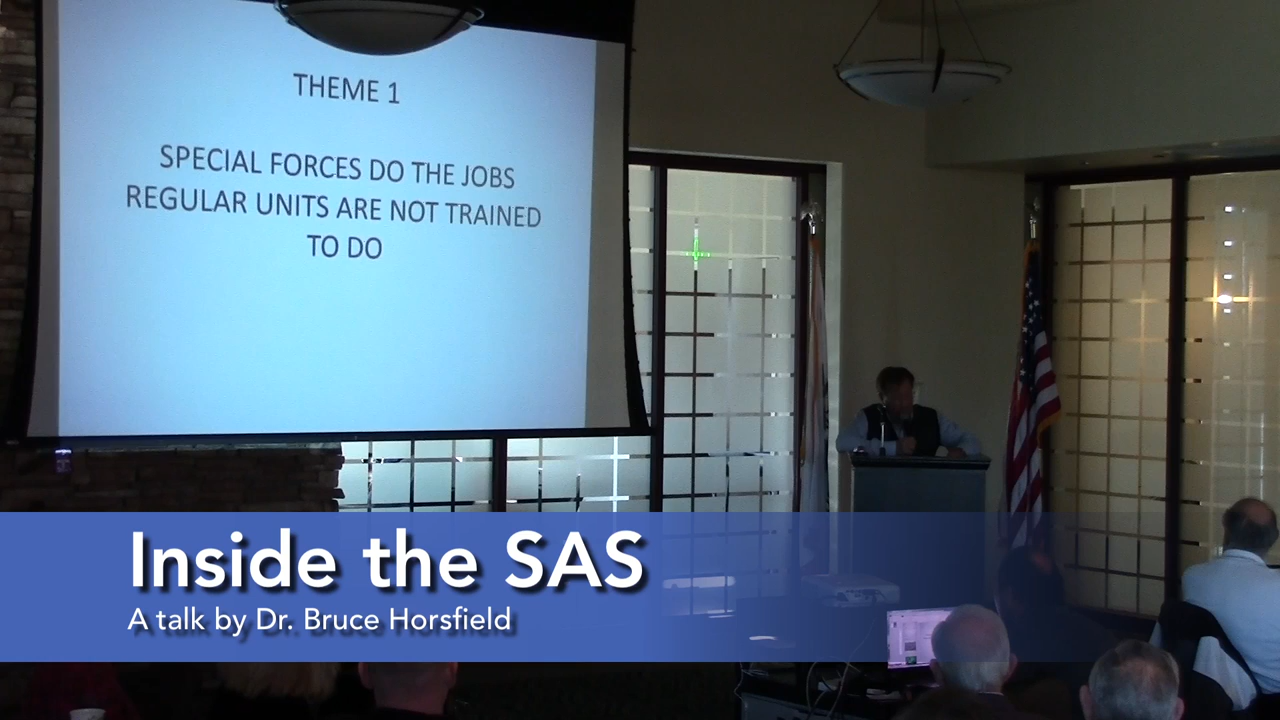 THEME 1
SPECIAL FORCES DO THE JOBS
REGULAR UNITS ARE NOT TRAINED
TO DO
Inside the SAS
A talk by Dr. Bruce Horsfield